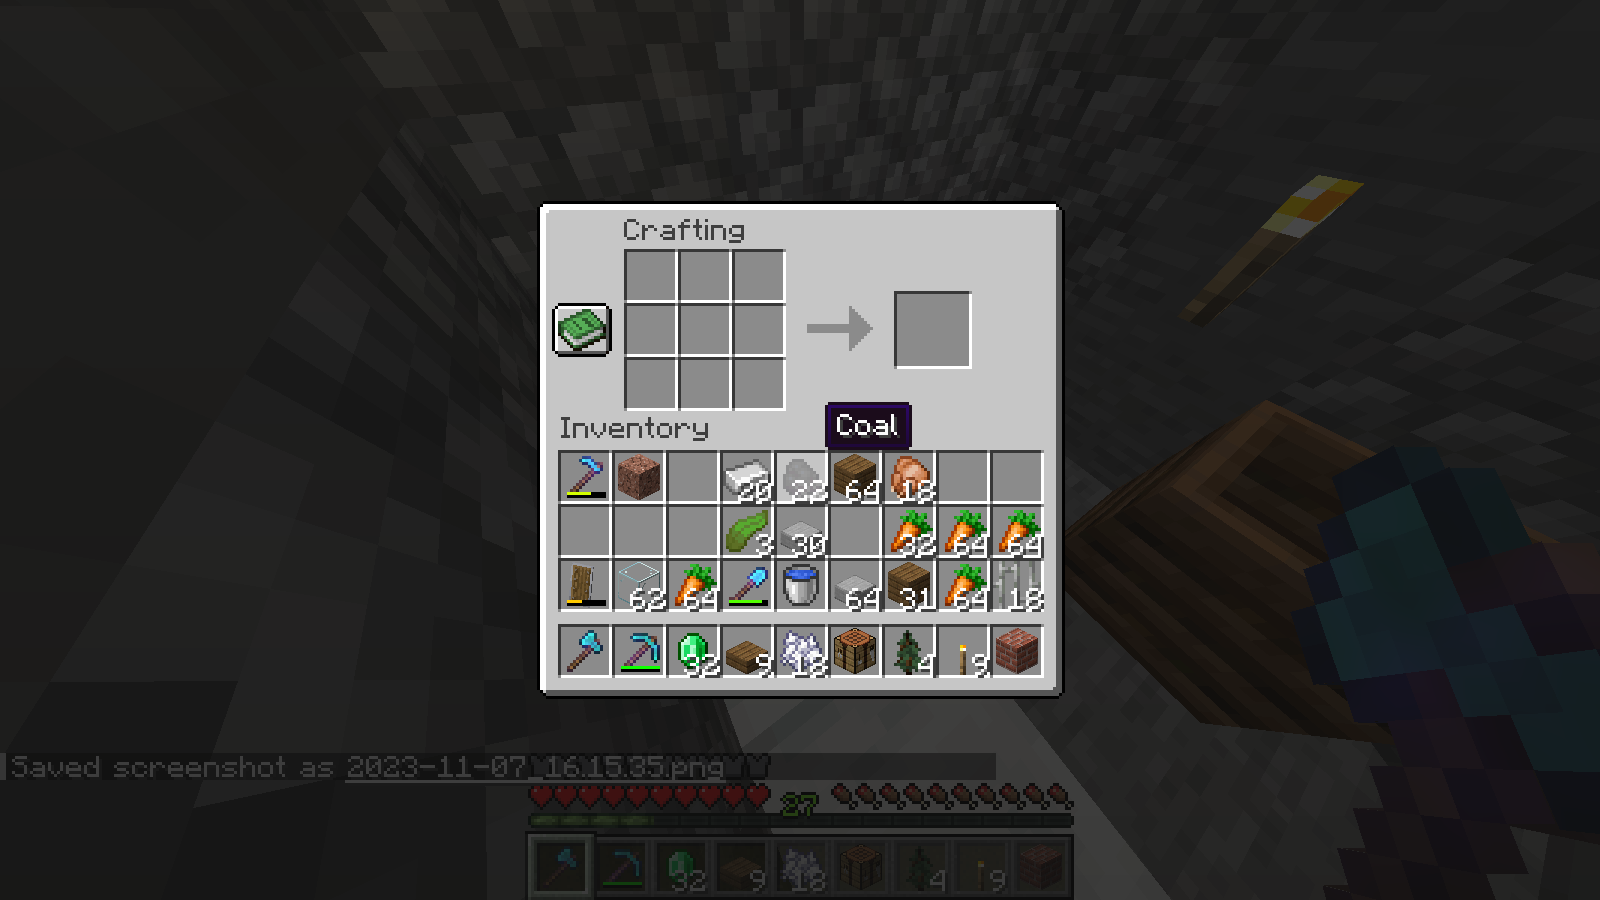 Crafting
Coal
Inventory
20 22 64 18
3 30 32 64 64
62 64 64 31 64 18
32 9 18 4 9
Saved screenshot as 2023-11-07_16.15.35.png
37
32 9 18 4 9